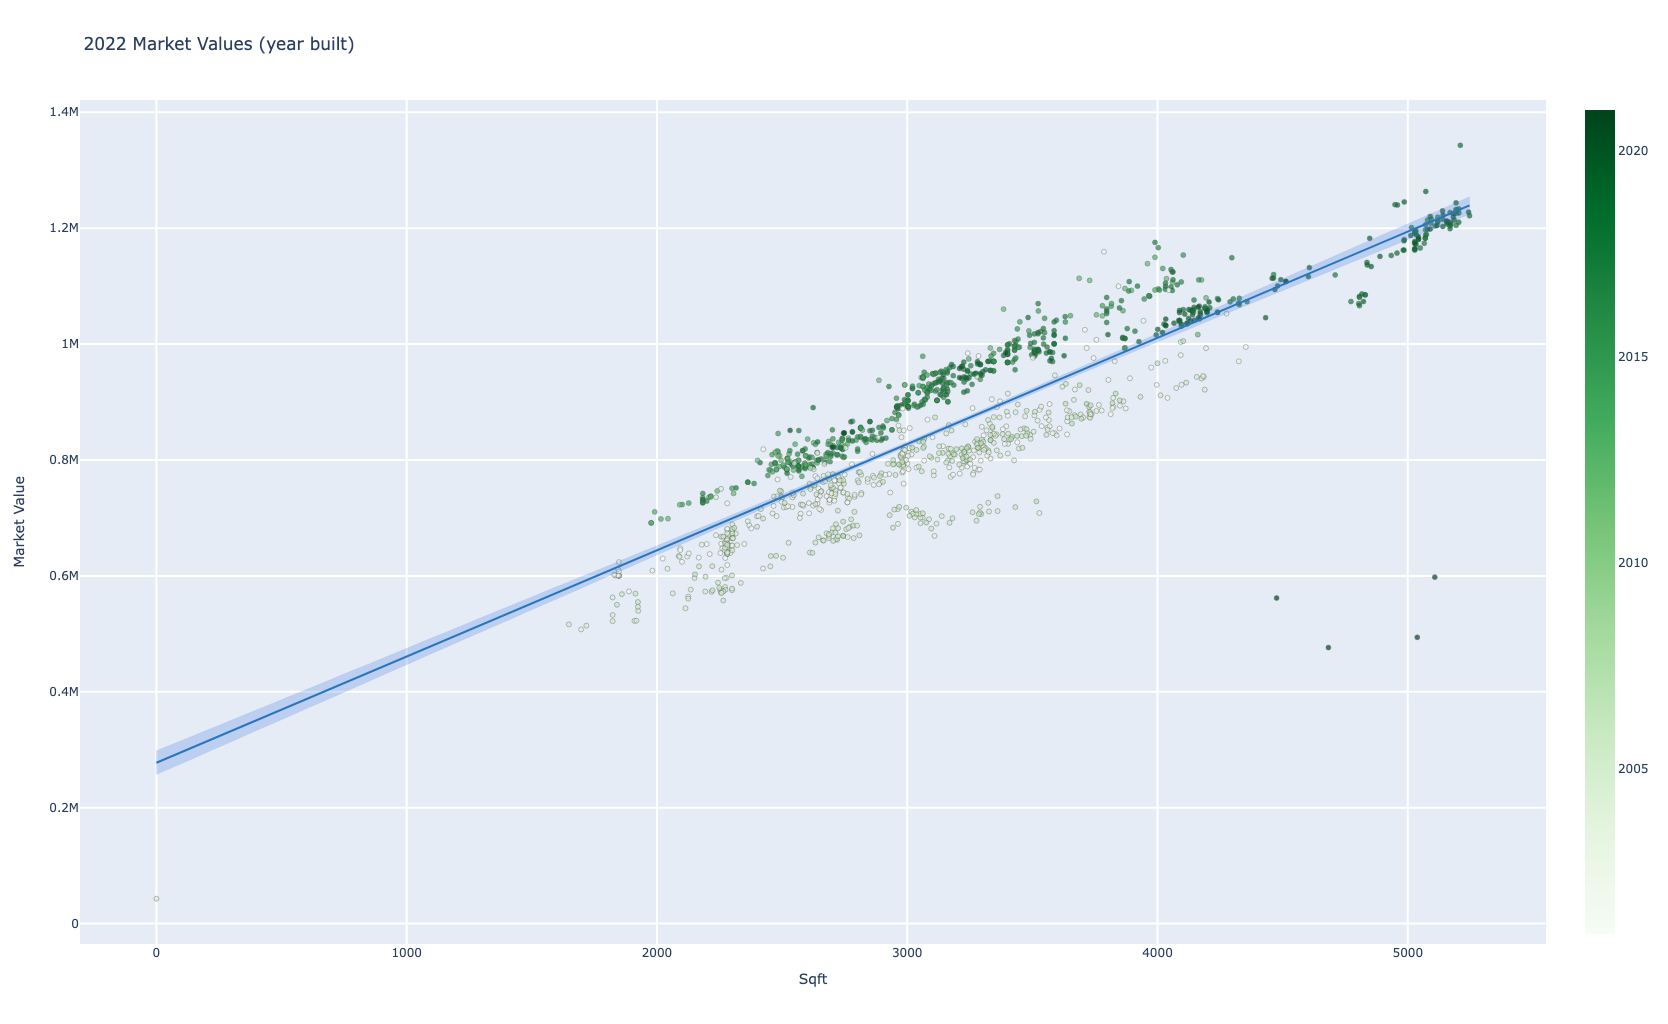 2022 Market Values (year built)
1.4M
1.2M
1M
0.8M
0.6M
0.4M
0.2M
0
Market Value
0 1000 2000 3000 4000 5000
Sqft
2020
2015
2010
2005